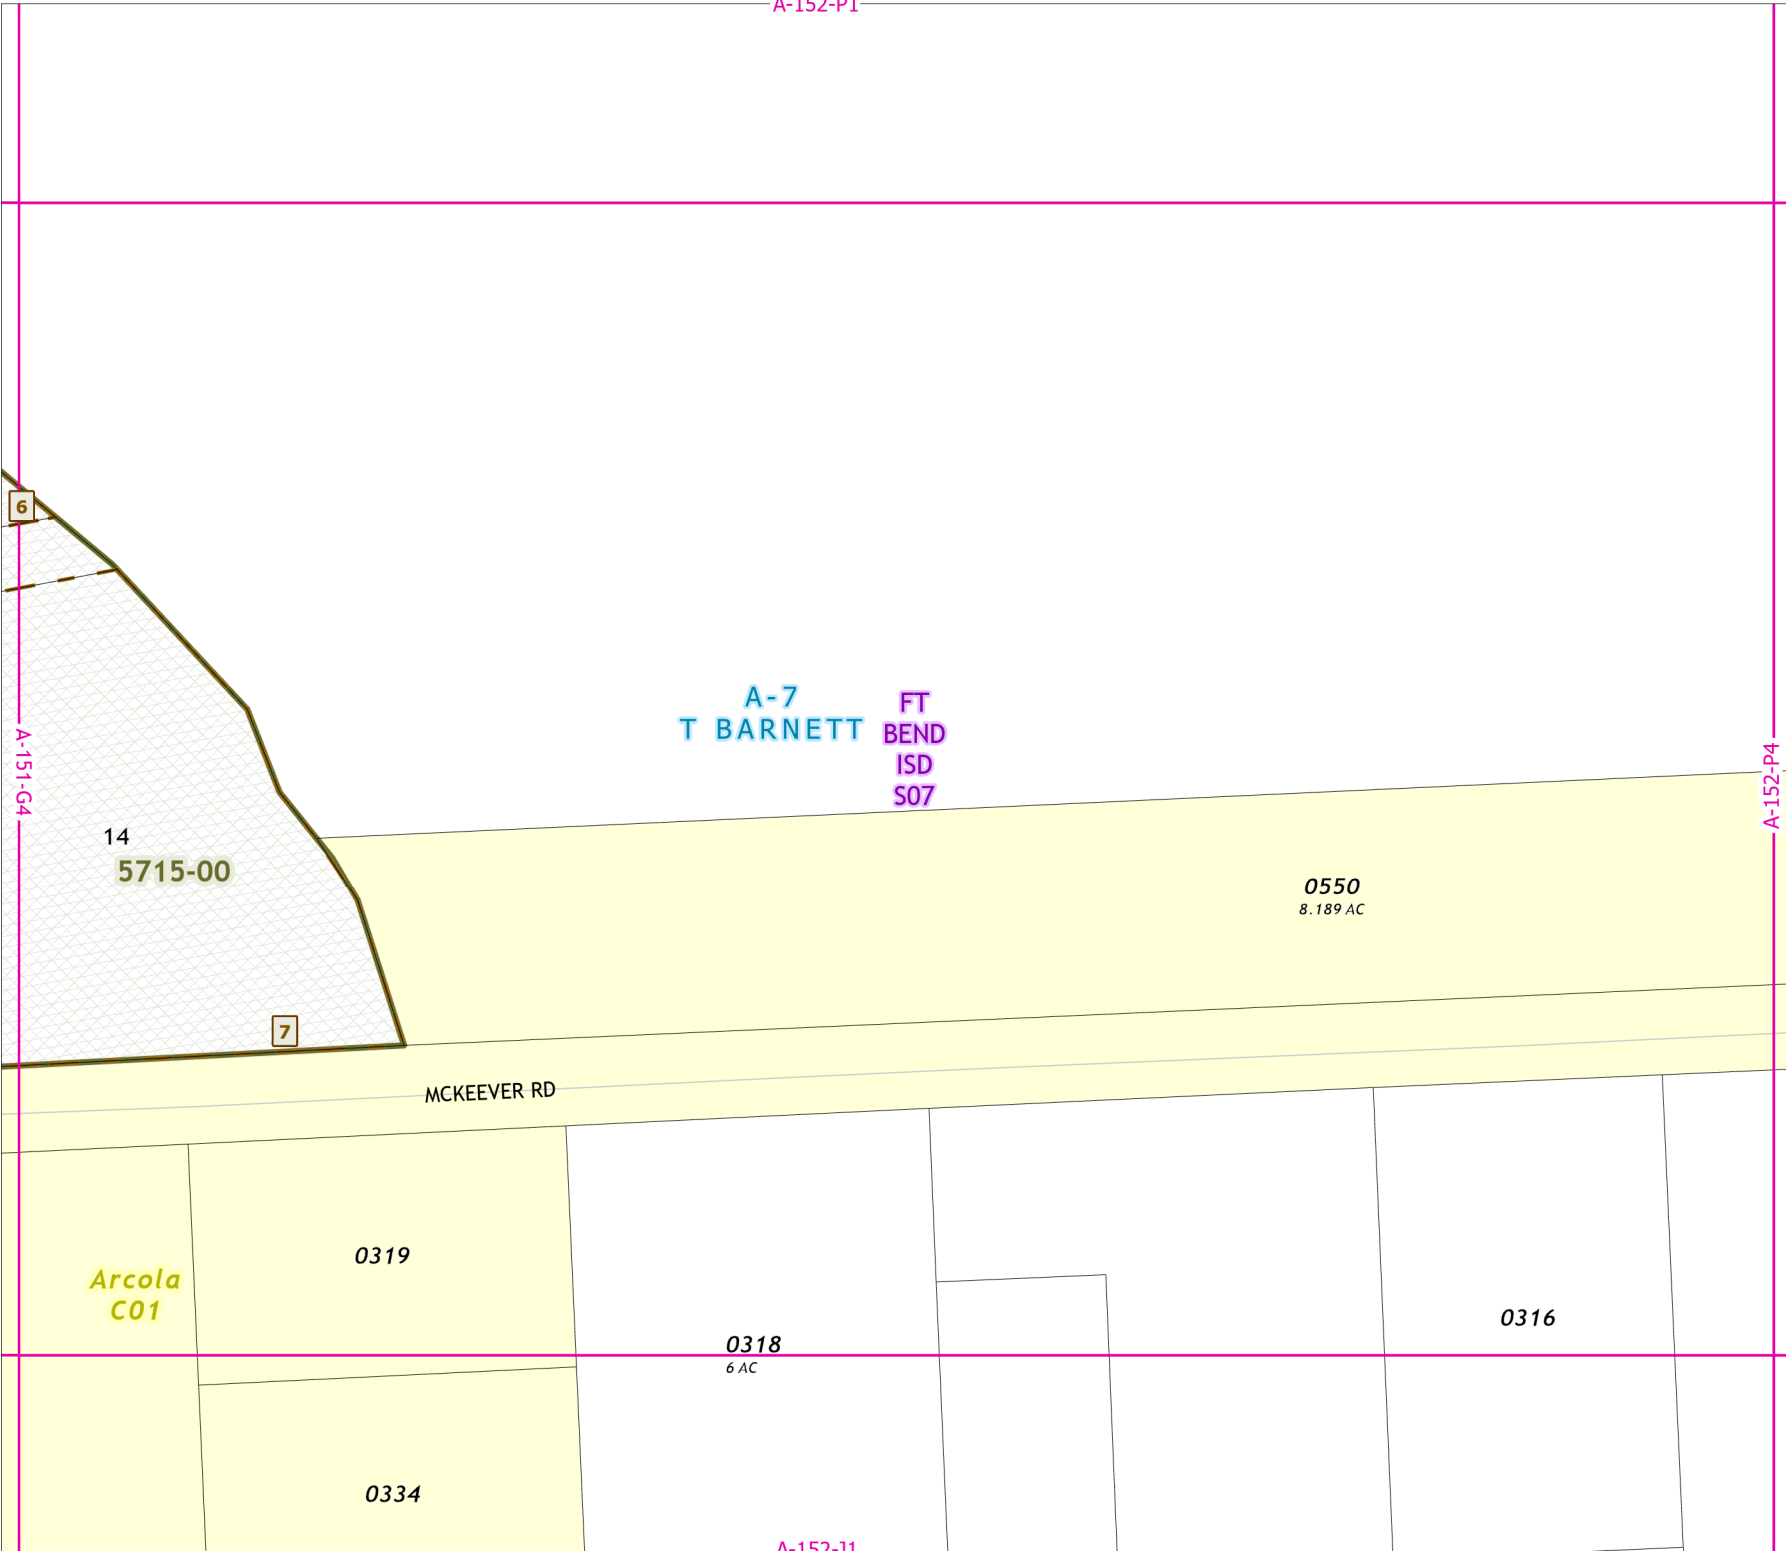 A-152-P1
6
A-7
T BARNETT
FT
BEND
ISD
S07
A-151-G4
A-152-P4
14
5715-00
0550
8.189 AC
7
MCKEEVER RD
0319
Arcola
C01
0318
6 AC
0316
0334
A-152-J1